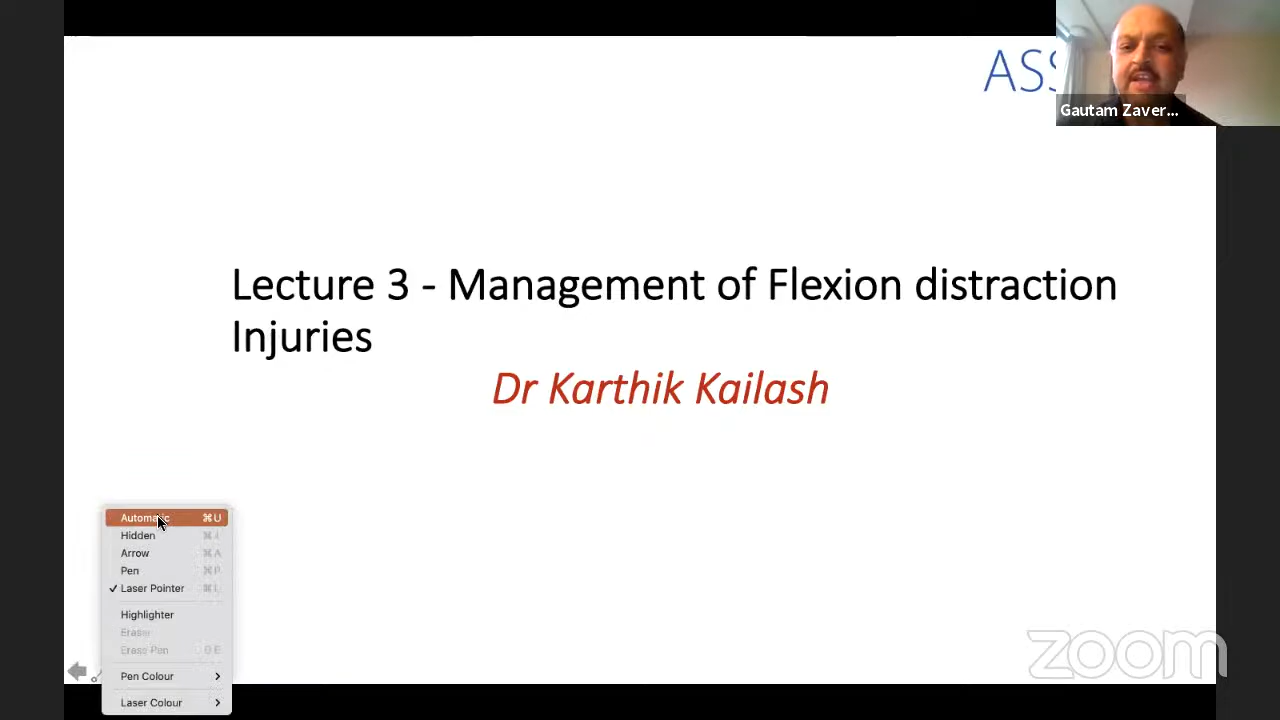 ASS
Gautam Zaver...
Lecture 3 - Management of Flexion distraction
Injuries
Dr Karthik Kailash
Automatic ⌘U
Hidden
Arrow ⌘A
Pen ⌘P
✓ Laser Pointer ⌘L
Highlighter
Eraser
Erase Pen
Pen Colour >
Laser Colour >
zoom